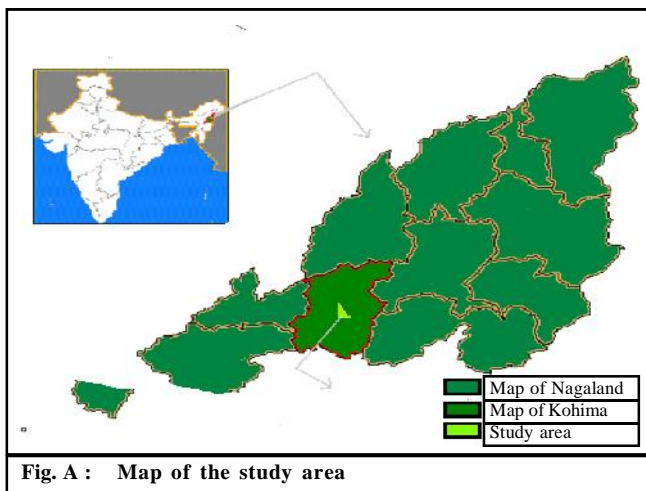 Map of Nagaland
Map of Kohima
Study area
Fig. A : Map of the study area